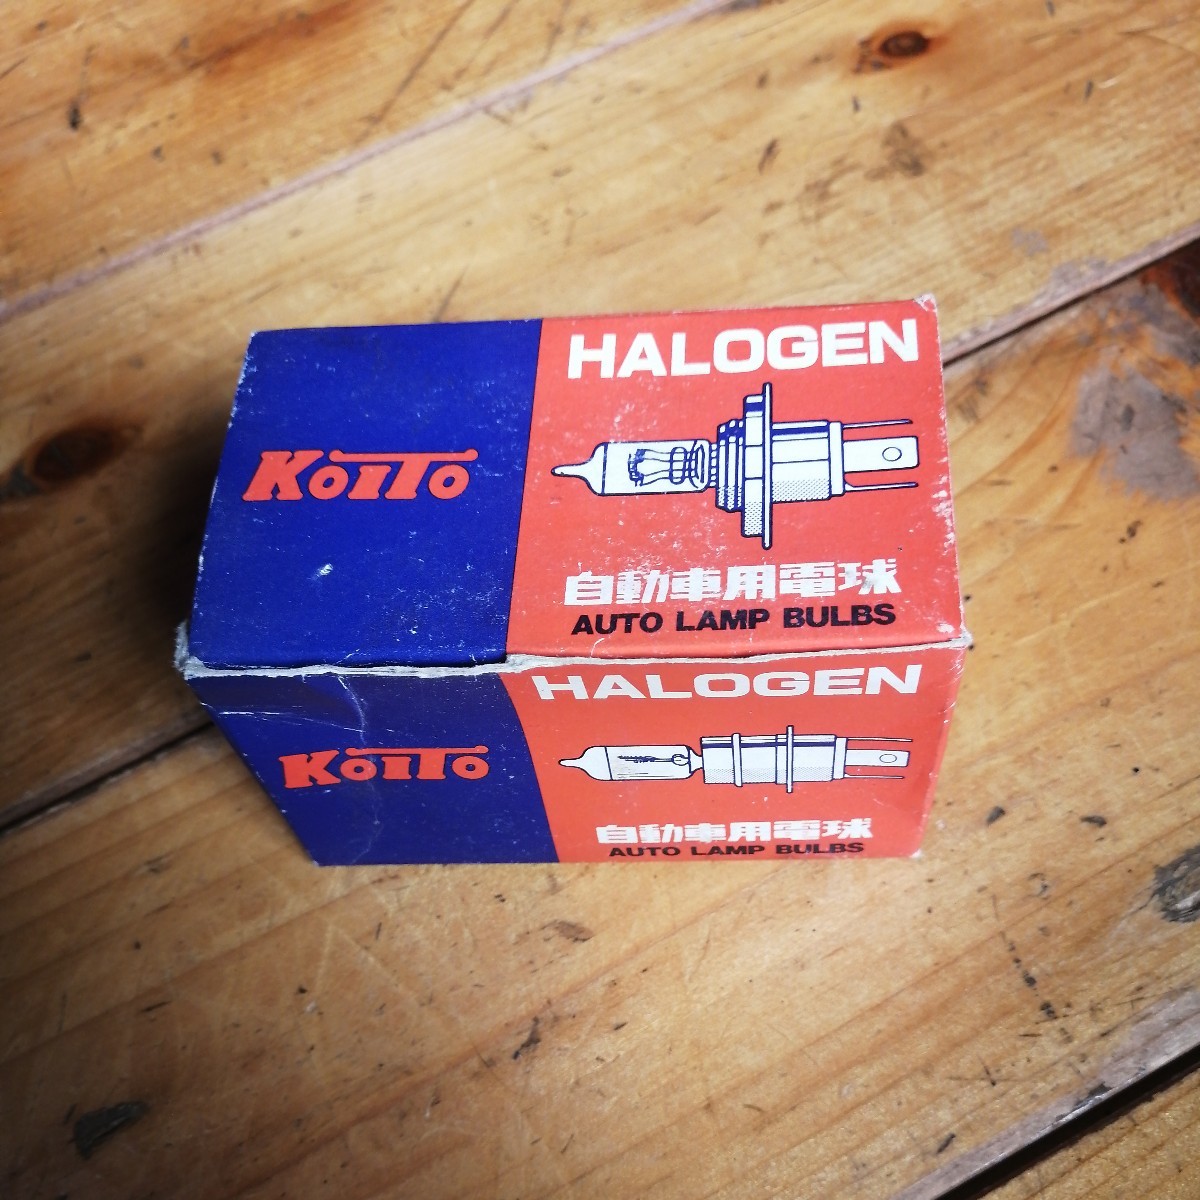 HALOGEN
KOITO
自動車用電球
AUTO LAMP BULBS
HALOGEN
KOITO
自動車用電球
AUTO LAMP BULBS